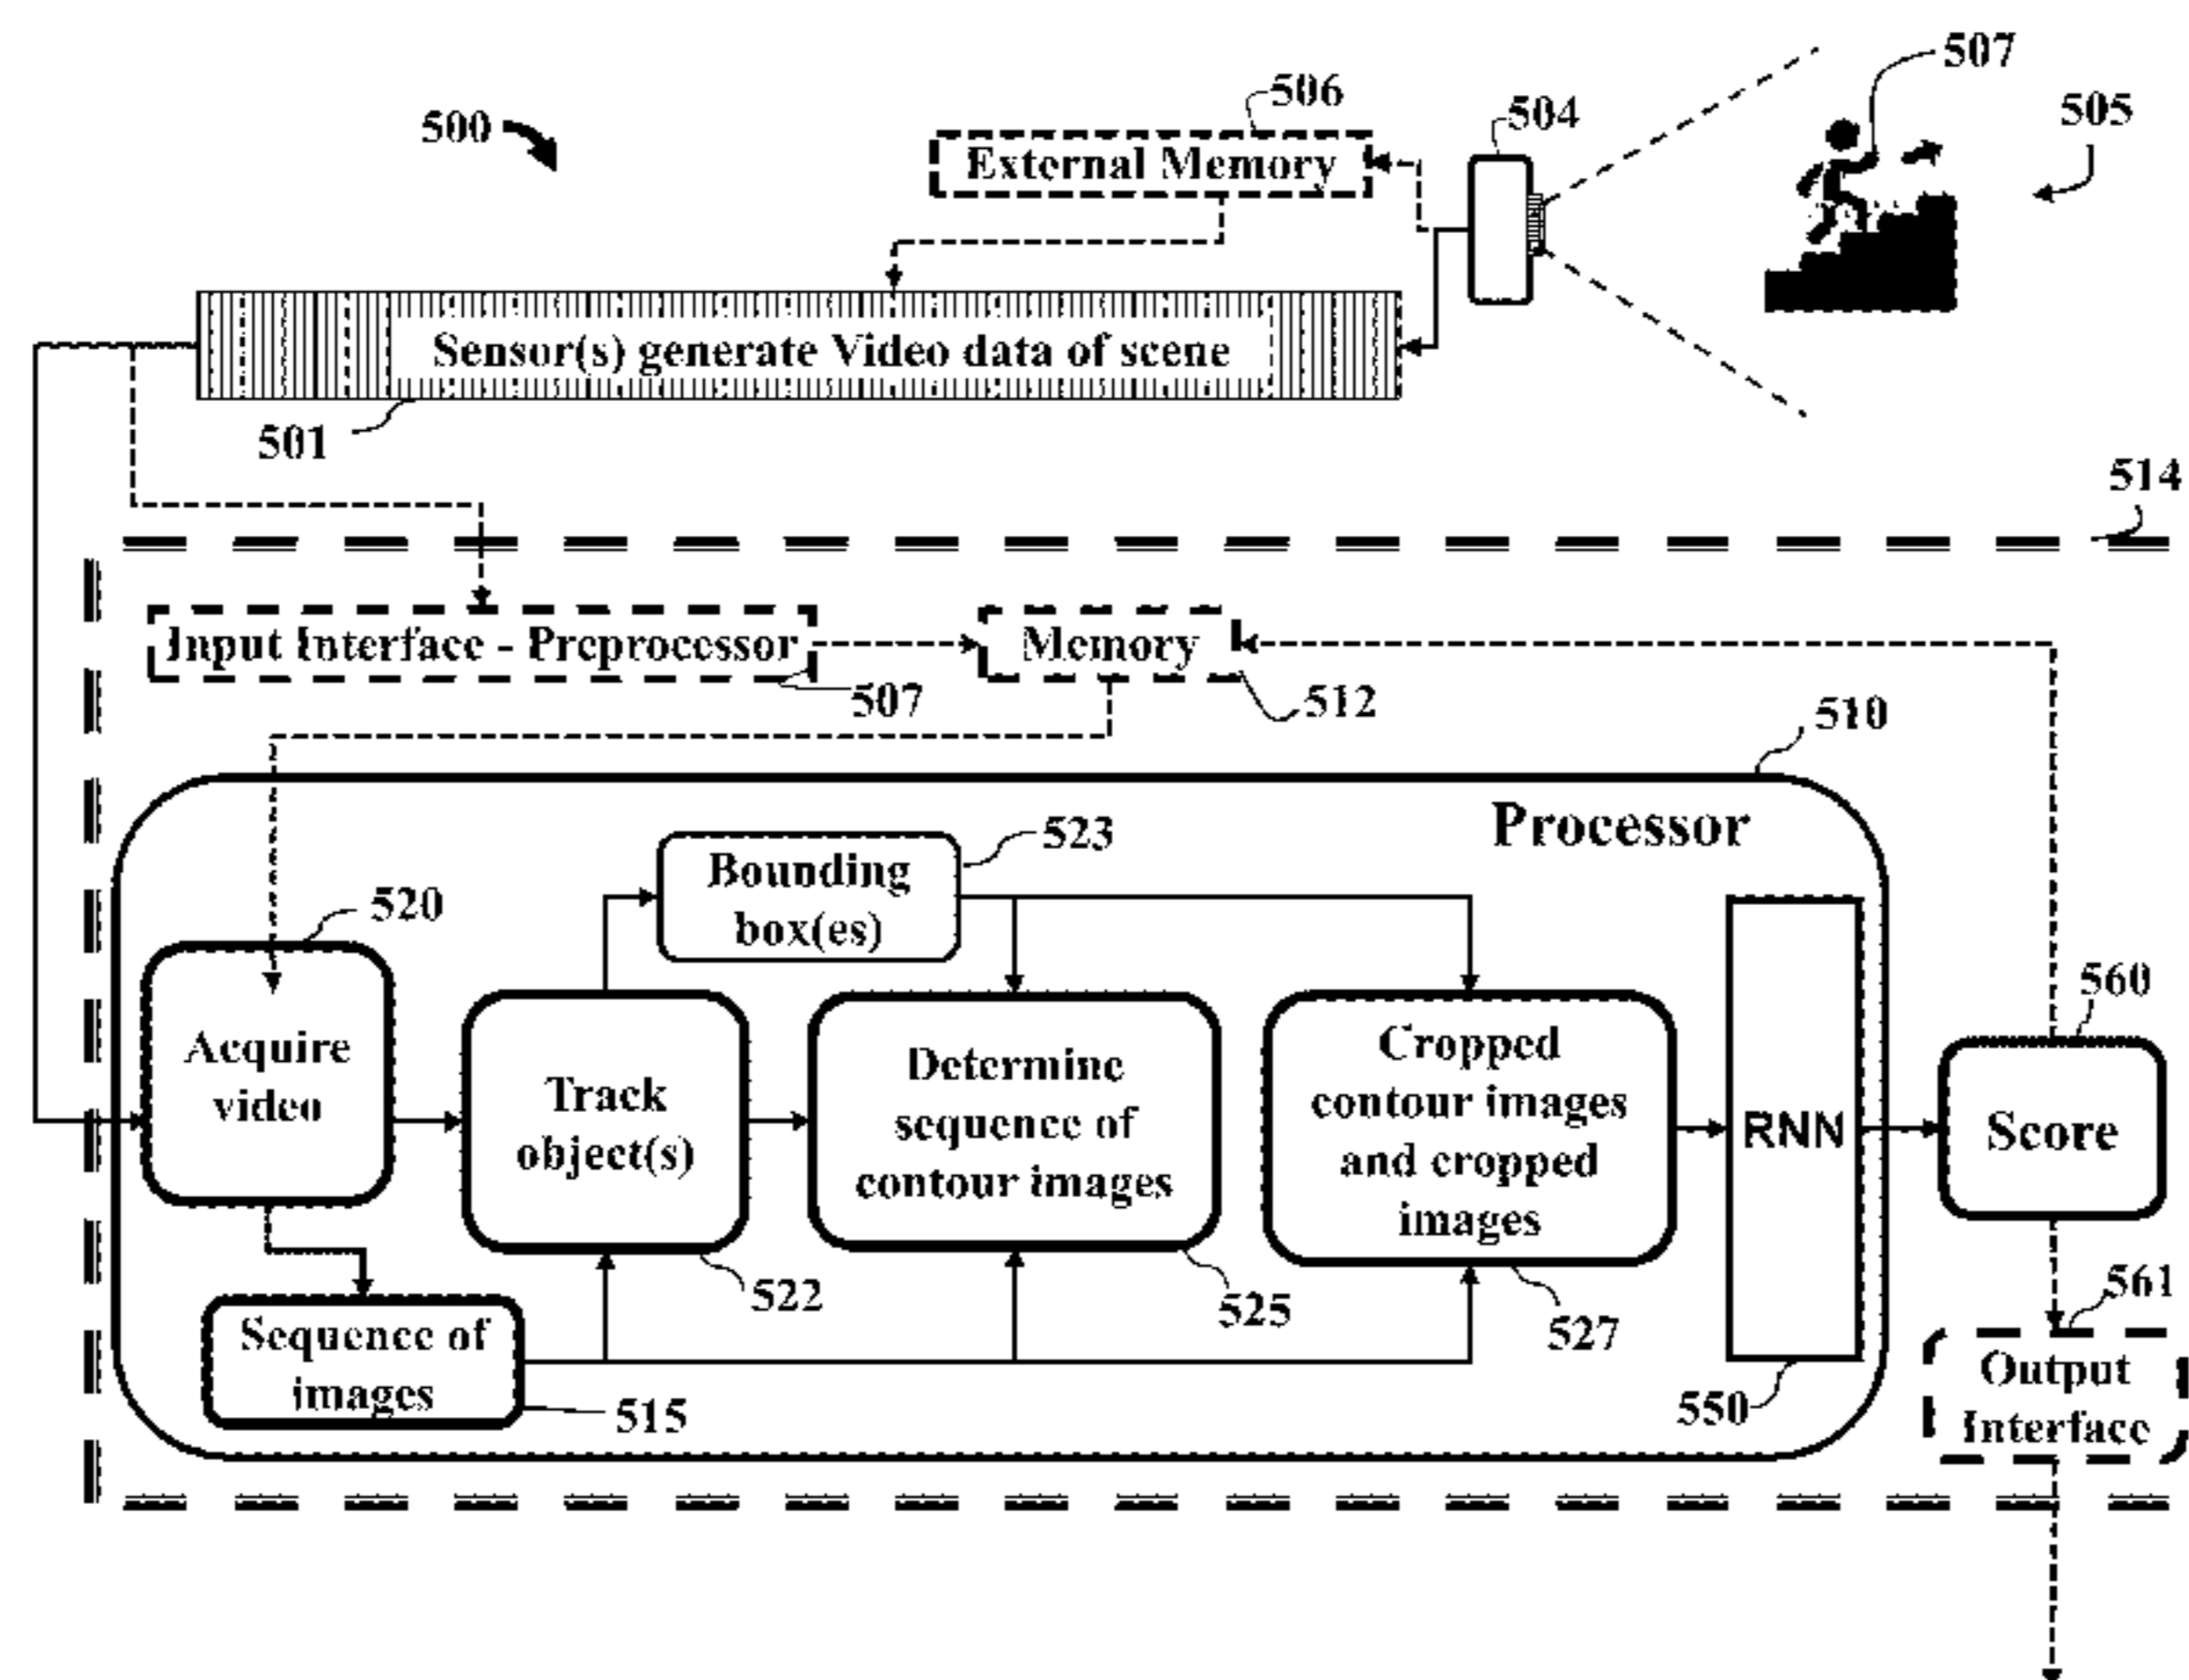 507
506
504
505
500
External Memory
Sensor(s) generate Video data of scene
501
514
Input Interface - Preprocessor
Memory
507
512
510
Processor
523
Bounding
box(es)
520
560
Acquire
video
Track
object(s)
Determine
sequence of
contour images
Cropped
contour images
and cropped
images
RNN
Score
522
525
527
561
Sequence of
images
515
550
Output
Interface